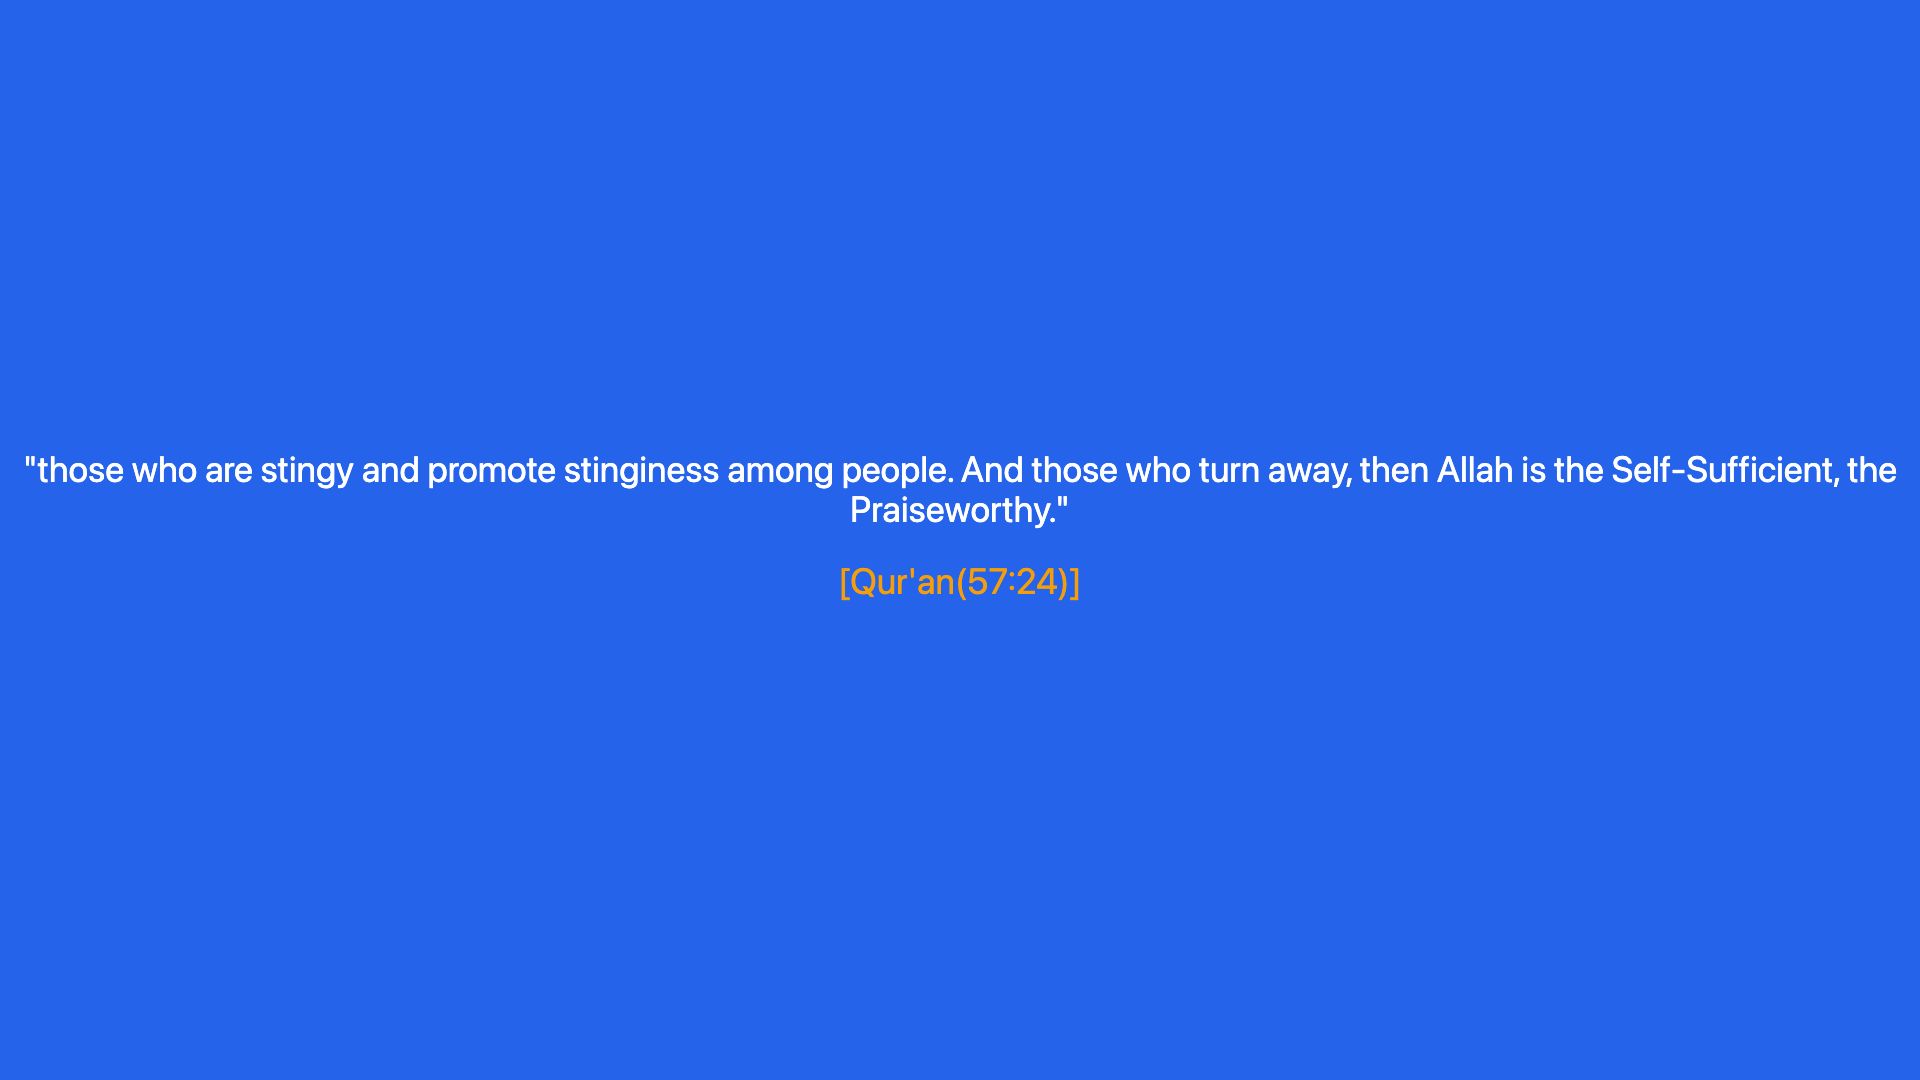 "those who are stingy and promote stinginess among people. And those who turn away, then Allah is the Self-Sufficient, the
Praiseworthy."
[Qur'an(57:24)]